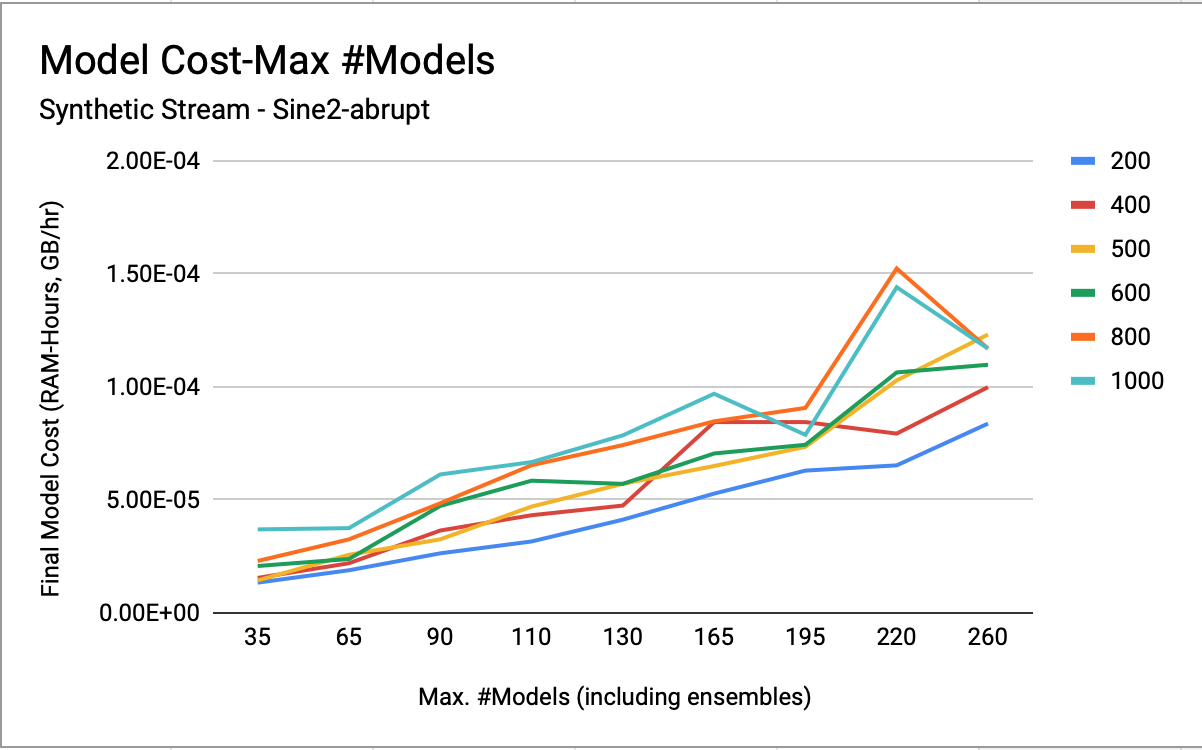 Model Cost-Max #Models
Synthetic Stream - Sine2-abrupt
Final Model Cost (RAM-Hours, GB/hr)
2.00E-04
1.50E-04
1.00E-04
5.00E-05
0.00E+00
35 65 90 110 130 165 195 220 260
Max. #Models (including ensembles)
200
400
500
600
800
1000